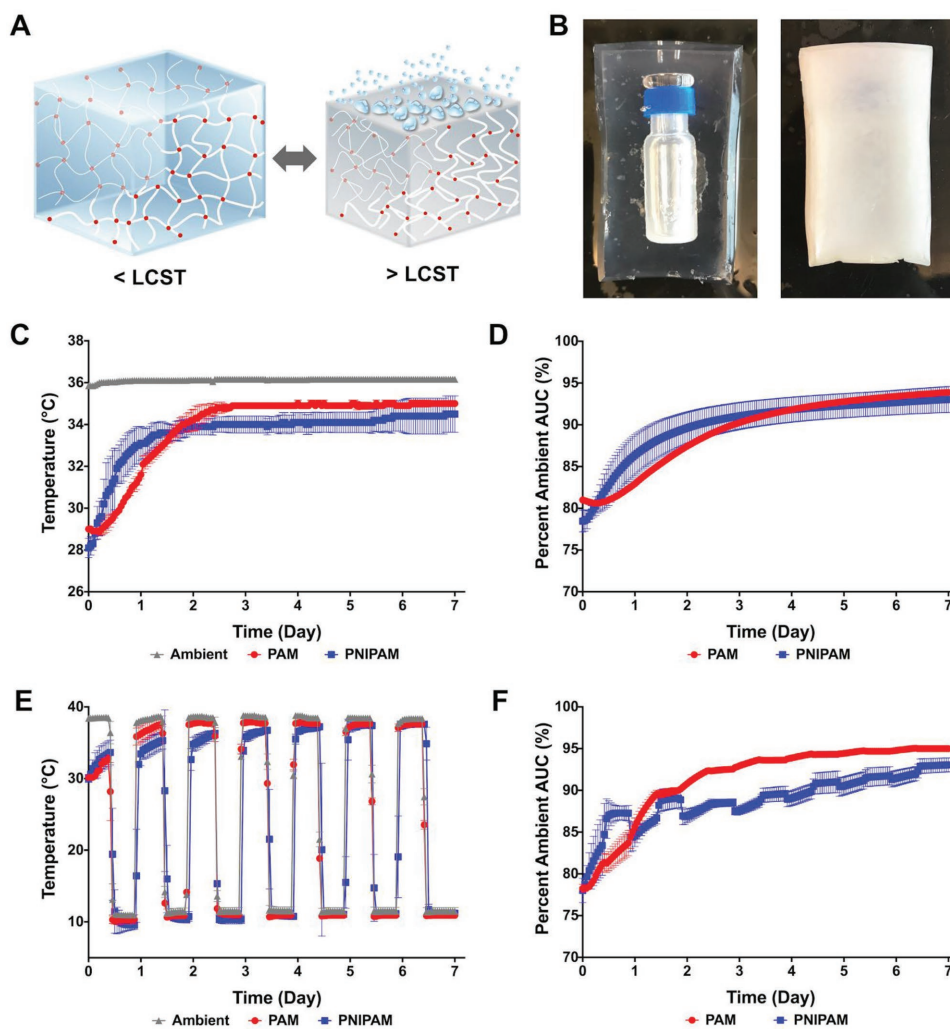 A
B
< LCST
> LCST
C
Temperature (°C)
38
36
34
32
30
28
26
0 1 2 3 4 5 6 7
Time (Day)
Ambient PAM PNIPAM
D
Percent Ambient AUC (%)
100
95
90
85
80
75
70
0 1 2 3 4 5 6 7
Time (Day)
PAM PNIPAM
E
Temperature (°C)
40
30
20
10
0 1 2 3 4 5 6 7
Time (Day)
Ambient PAM PNIPAM
F
Percent Ambient AUC (%)
100
95
90
85
80
75
70
0 1 2 3 4 5 6 7
Time (Day)
PAM PNIPAM